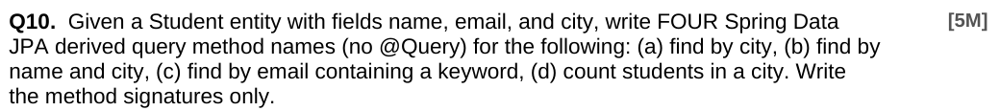 Q10. Given a Student entity with fields name, email, and city, write FOUR Spring Data [5M]
JPA derived query method names (no @Query) for the following: (a) find by city, (b) find by
name and city, (c) find by email containing a keyword, (d) count students in a city. Write
the method signatures only.